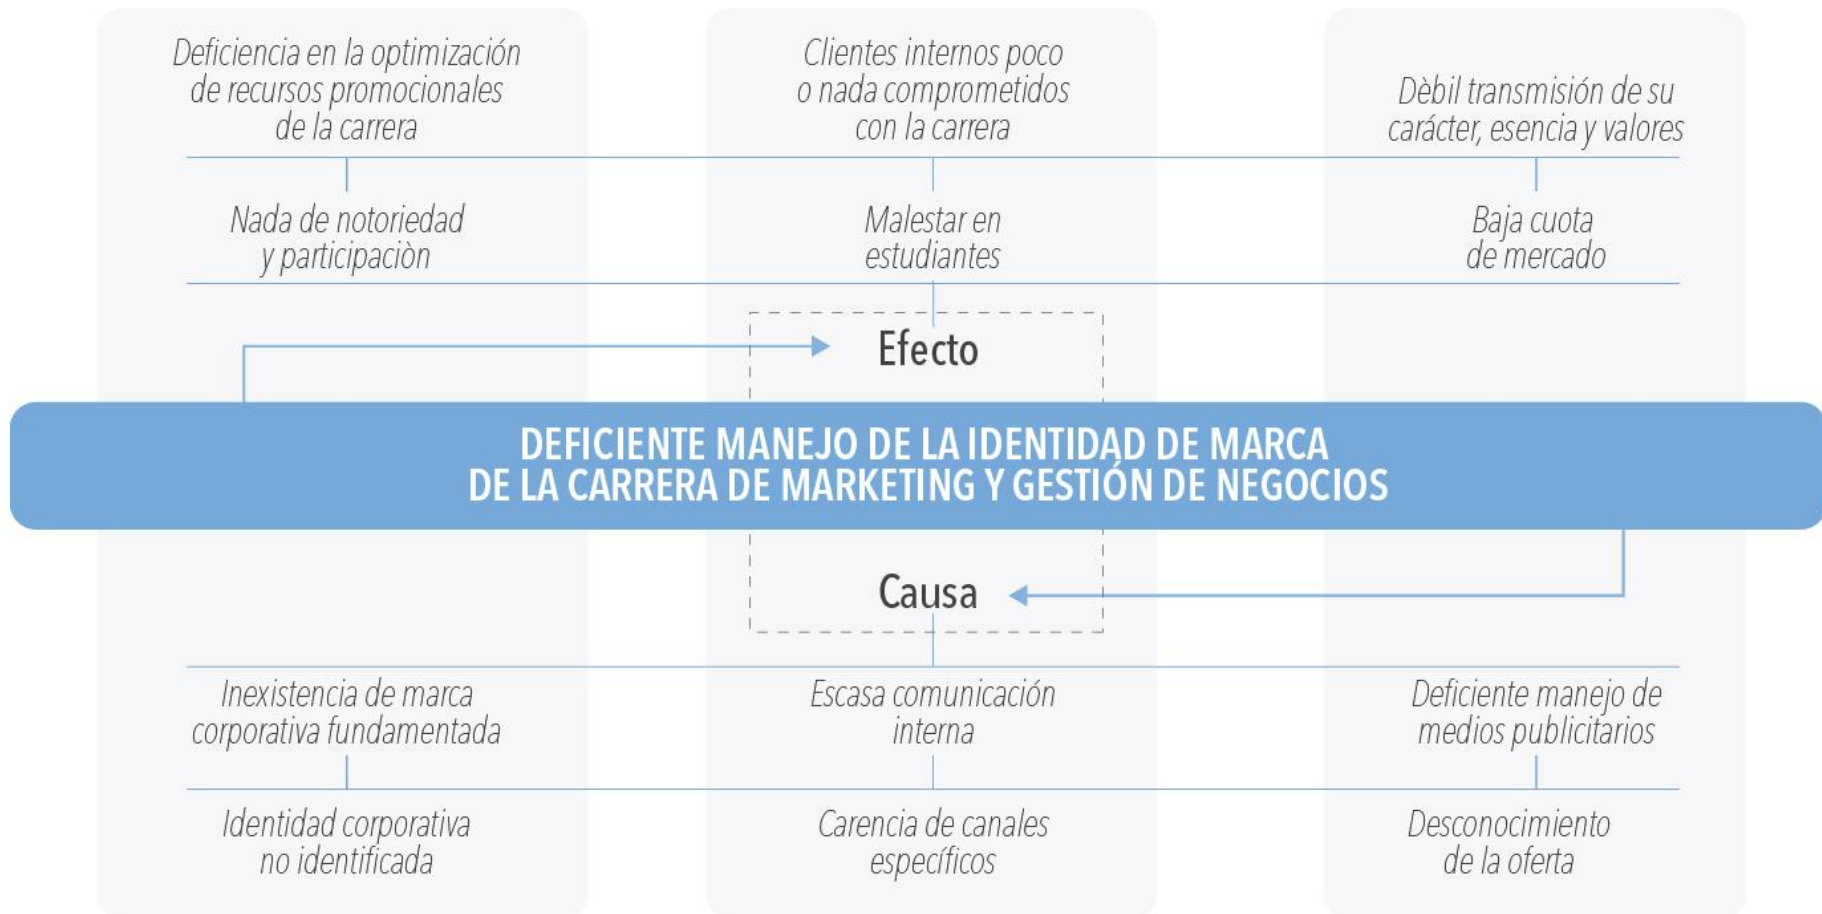 Deficiencia en la optimización
de recursos promocionales
de la carrera
Clientes internos poco
o nada comprometidos
con la carrera
Dèbil transmisión de su
carácter, esencia y valores
Nada de notoriedad
y participaciòn
Malestar en
estudiantes
Baja cuota
de mercado
Efecto
DEFICIENTE MANEJO DE LA IDENTIDAD DE MARCA
DE LA CARRERA DE MARKETING Y GESTIÓN DE NEGOCIOS
Causa
Inexistencia de marca
corporativa fundamentada
Escasa comunicación
interna
Deficiente manejo de
medios publicitarios
Identidad corporativa
no identificada
Carencia de canales
específicos
Desconocimiento
de la oferta